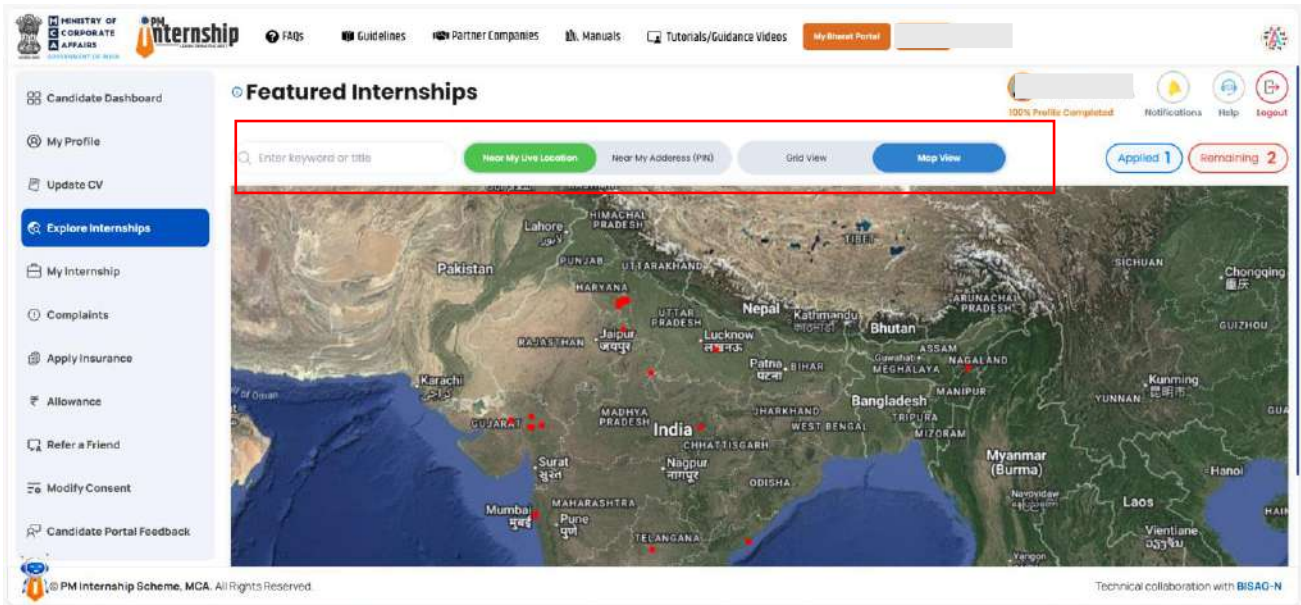 MINISTRY OF
CORPORATE
AFFAIRS
GOVERNMENT OF INDIA
PM
internship
FAQs
Guidelines
Partner Companies
Manuals
Tutorials/Guidance Videos
My Bharat Portal
Candidate Dashboard
My Profile
Update CV
Explore Internships
My Internship
Complaints
Apply Insurance
Allowance
Refer a Friend
Modify Consent
Candidate Portal Feedback
Featured Internships
100% Profile Completed
Notifications
Help
Logout
Enter keyword or title
Near My Live Location
Near My Adderess (PIN)
Grid View
Map View
Applied 1
Remaining 2
HIMACHAL
PRADESH
Lahore
لاہور
TIBET
PUNJAB
UTTARAKHAND
SICHUAN
Pakistan
Chongqing
重庆
HARYANA
ARUNACHAL
PRADESH
Nepal
Kathmandu
काठमाडौं
UTTAR
PRADESH
Bhutan
GUIZHOU
Jaipur
जयपुर
RAJASTHAN
Lucknow
लखनऊ
ASSAM
Guwahati
NAGALAND
Patna
पटना
BIHAR
MEGHALAYA
Karachi
كراچى
Kunming
昆明市
MANIPUR
YUNNAN
Bangladesh
of Oman
GUJARAT
MADHYA
PRADESH
JHARKHAND
TRIPURA
India
WEST BENGAL
MIZORAM
CHHATTISGARH
Surat
सुरत
Nagpur
नागपूर
Myanmar
(Burma)
Hanoi
ODISHA
Mumbai
मुंबई
MAHARASHTRA
Pune
पुणे
Laos
TELANGANA
Vientiane
Yangon
© PM Internship Scheme, MCA. All Rights Reserved.
Technical collaboration with BISAG-N